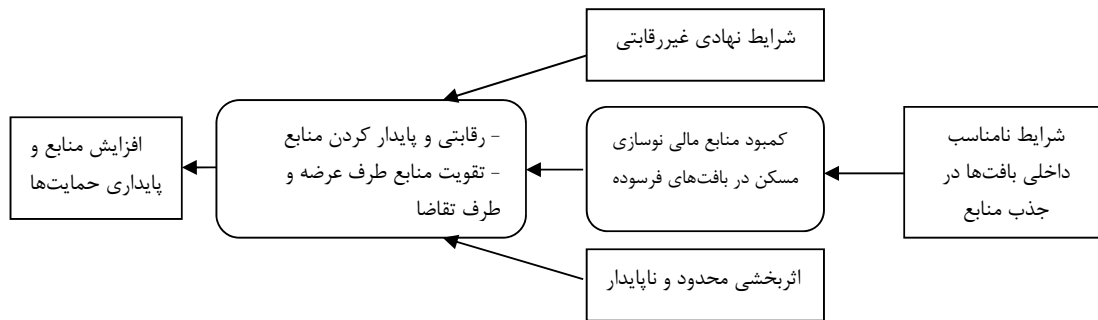 شرایط نهادی غیررقابتی
شرایط نامناسب
داخلی بافت‌ها در
جذب منابع
کمبود منابع مالی نوسازی
مسکن در بافت‌های فرسوده
- رقابتی و پایدار کردن منابع
- تقویت منابع طرف عرضه و
طرف تقاضا
افزایش منابع و
پایداری حمایت‌ها
اثربخشی محدود و ناپایدار